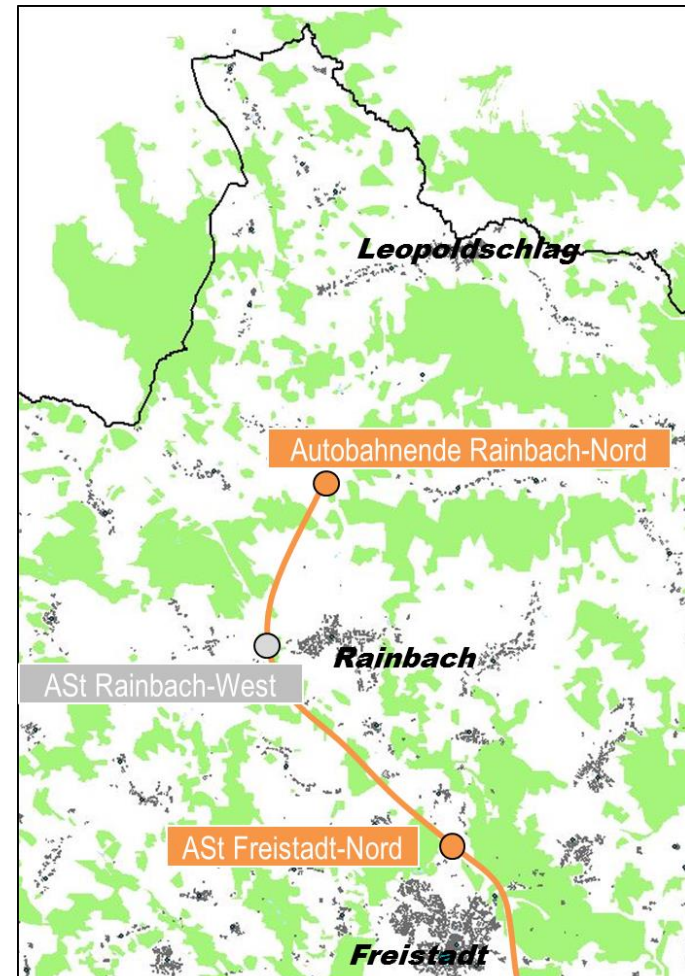 Leopoldschlag
Autobahnende Rainbach-Nord
Rainbach
ASt Rainbach-West
ASt Freistadt-Nord
Freistadt